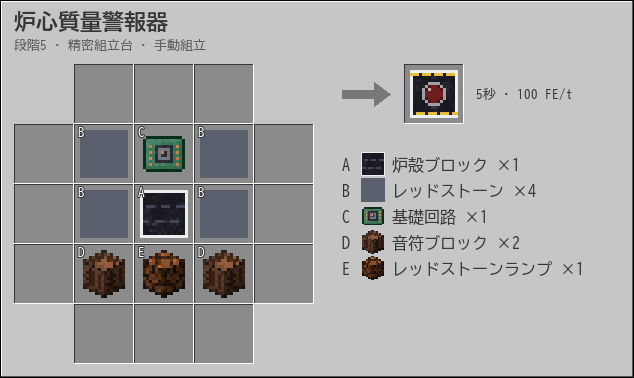 炉心質量警報器
段階5 · 精密組立台 · 手動組立
5秒 · 100 FE/t
B C B
B A B
D E D
A 炉殻ブロック ×1
B レッドストーン ×4
C 基礎回路 ×1
D 音符ブロック ×2
E レッドストーンランプ ×1